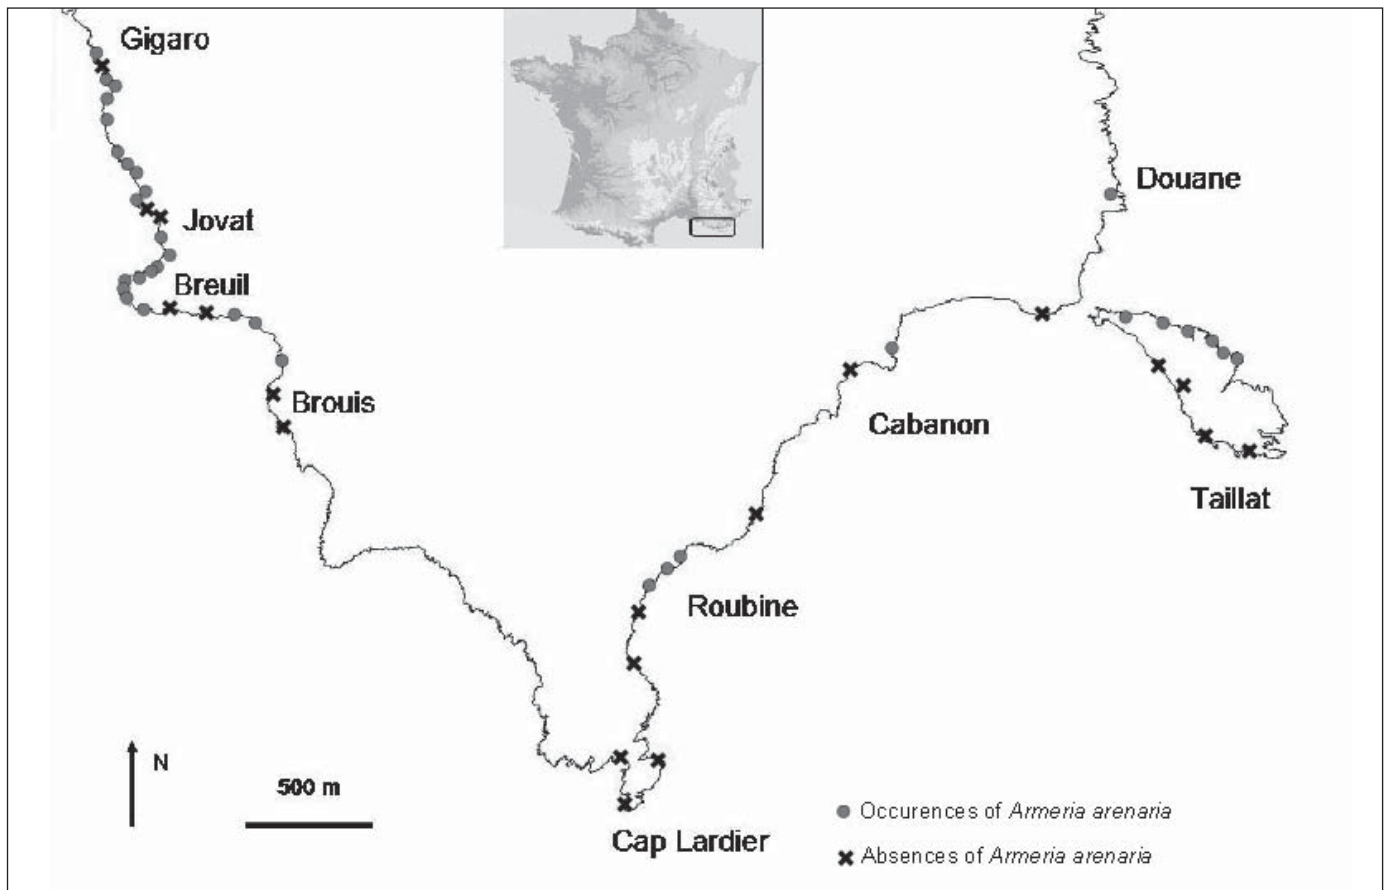 Gigaro
Douane
Jovat
Breuil
Brouis
Cabanon
Taillat
Roubine
N
500 m
Occurences of Armeria arenaria
Cap Lardier
Absences of Armeria arenaria